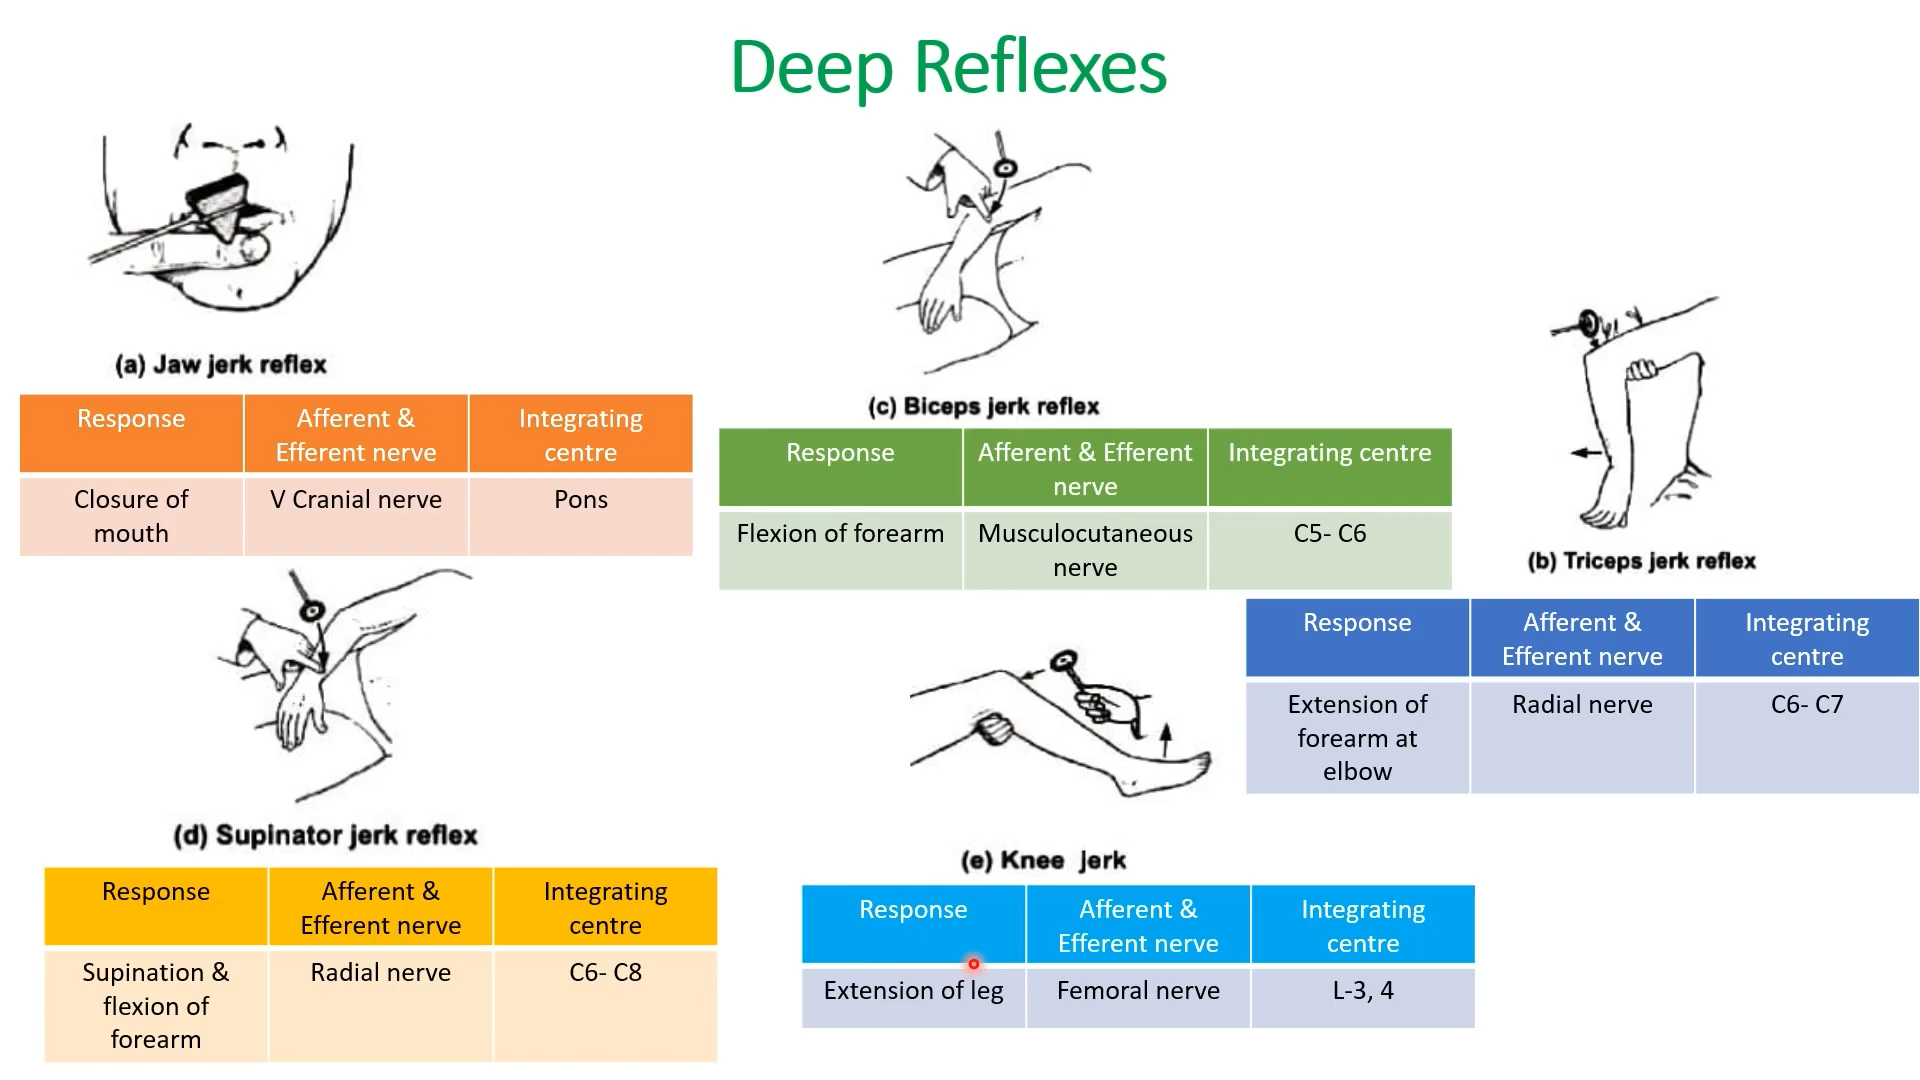 Deep Reflexes
(a) Jaw jerk reflex
Response
Afferent &
Efferent nerve
Integrating
centre
Closure of
mouth
V Cranial nerve
Pons
(c) Biceps jerk reflex
Response
Afferent & Efferent
nerve
Integrating centre
Flexion of forearm
Musculocutaneous
nerve
C5- C6
(b) Triceps jerk reflex
Response
Afferent &
Efferent nerve
Integrating
centre
Extension of
forearm at
elbow
Radial nerve
C6- C7
(d) Supinator jerk reflex
Response
Afferent &
Efferent nerve
Integrating
centre
Supination &
flexion of
forearm
Radial nerve
C6- C8
(e) Knee jerk
Response
Afferent &
Efferent nerve
Integrating
centre
Extension of leg
Femoral nerve
L-3, 4